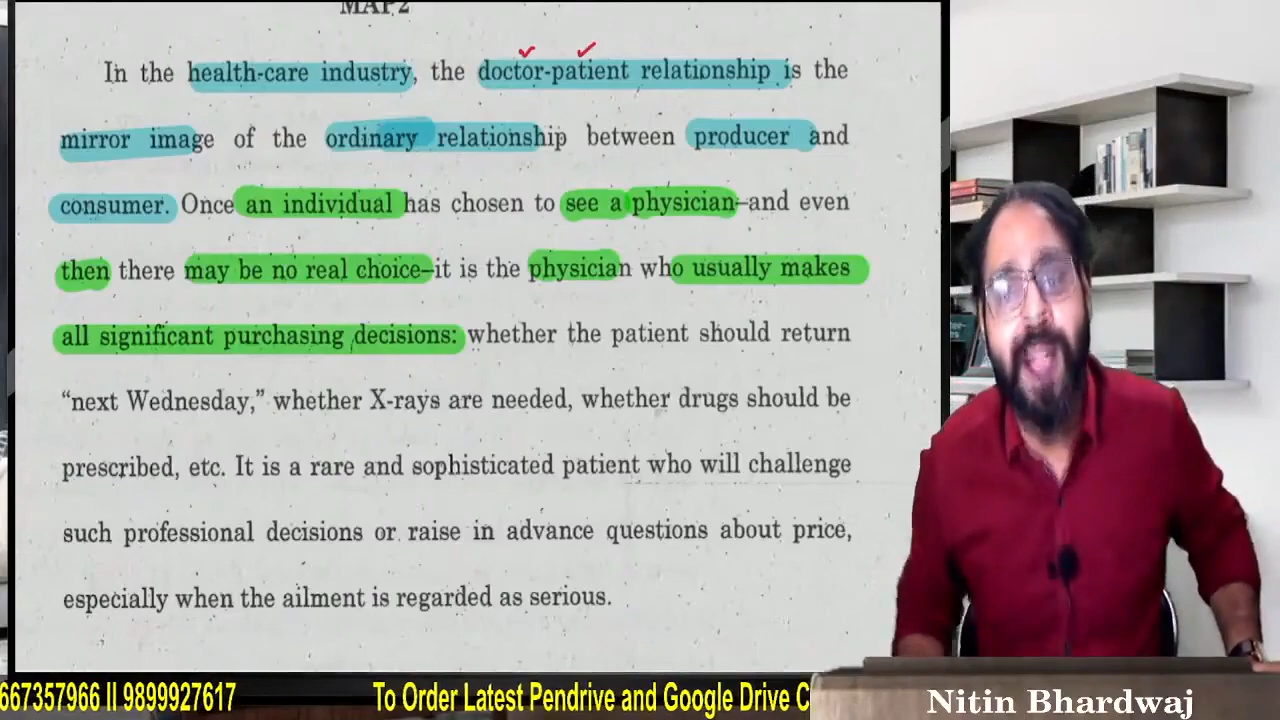 MAP2
In the health-care industry, the doctor-patient relationship is the
mirror image of the ordinary relationship between producer and
consumer. Once an individual has chosen to see a physician–and even
then there may be no real choice–it is the physician who usually makes
all significant purchasing decisions: whether the patient should return
“next Wednesday,” whether X-rays are needed, whether drugs should be
prescribed, etc. It is a rare and sophisticated patient who will challenge
such professional decisions or raise in advance questions about price,
especially when the ailment is regarded as serious.
667357966 || 9899927617 To Order Latest Pendrive and Google Drive C
Nitin Bhardwaj